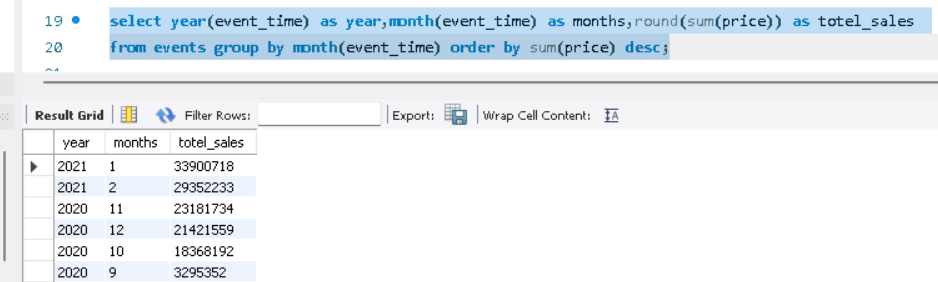 19 select year(event_time) as year,month(event_time) as months,round(sum(price)) as totel_sales
20 from events group by month(event_time) order by sum(price) desc;
Result Grid Filter Rows: Export: Wrap Cell Content:
year months totel_sales
2021 1 33900718
2021 2 29352233
2020 11 23181734
2020 12 21421559
2020 10 18368192
2020 9 3295352